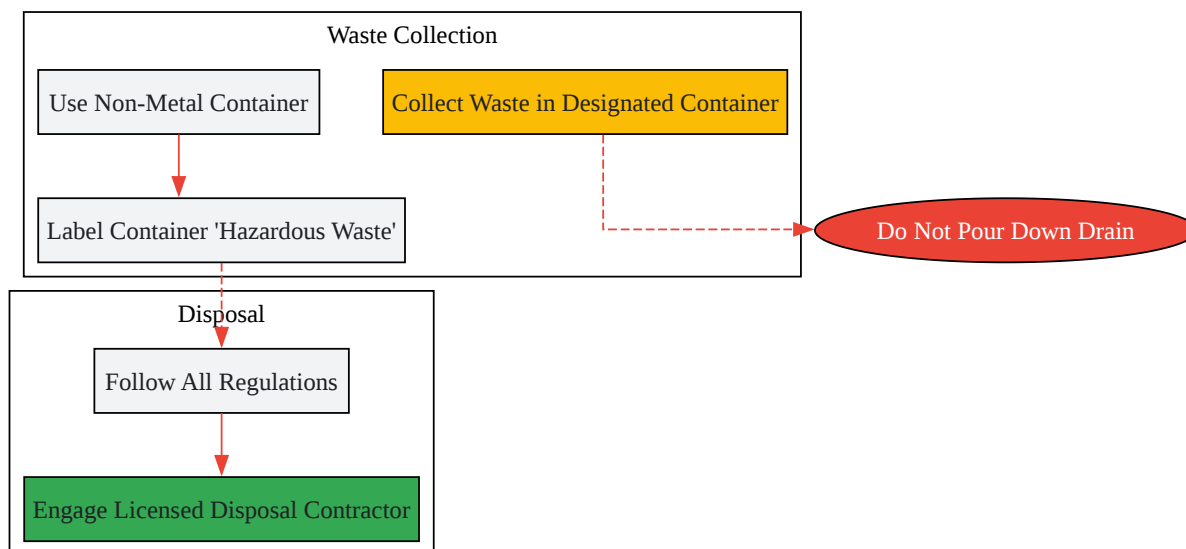 Waste Collection
Use Non-Metal Container
Collect Waste in Designated Container
Label Container 'Hazardous Waste'
Do Not Pour Down Drain
Disposal
Follow All Regulations
Engage Licensed Disposal Contractor